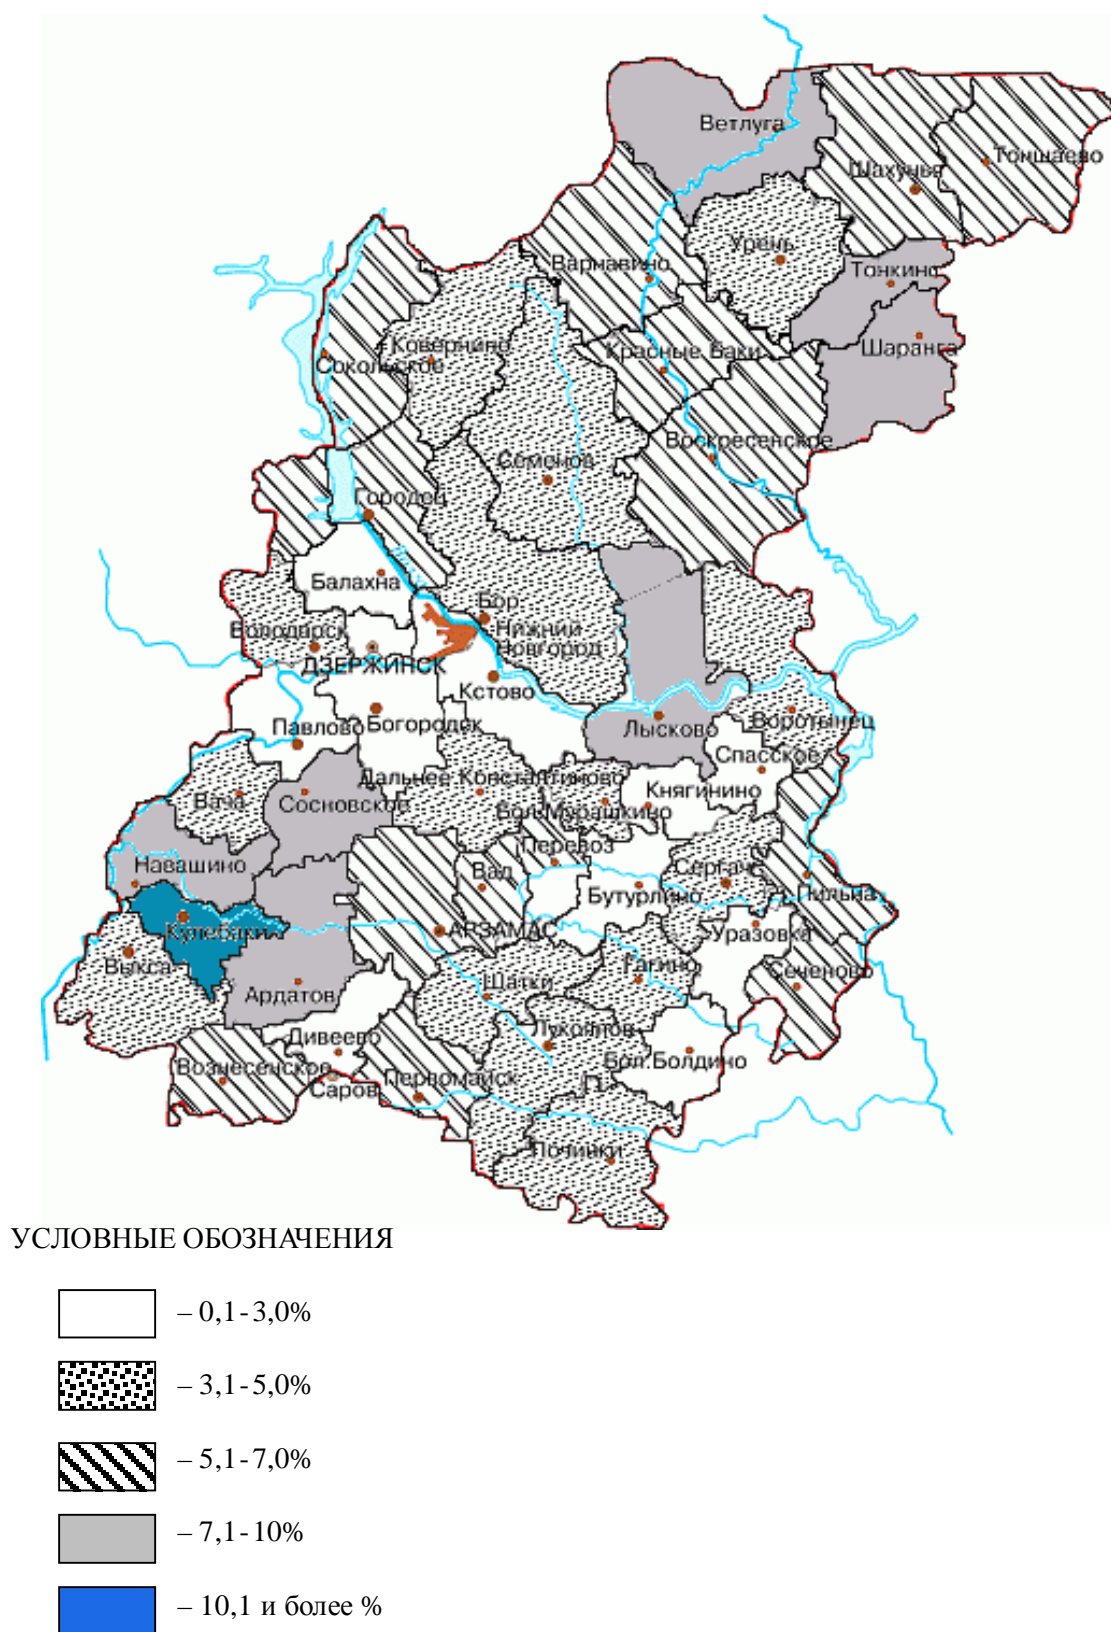 Ветлуга
Тоншаево
Шахунья
Урень
Варнавино
Тонкино
Ковернино
Красные Баки
Шаранга
Сокольское
Воскресенское
Семенов
Городец
Балахна
Бор
Володарск
Нижний
Новгород
ДЗЕРЖИНСК
Кстово
Павлово
Богородск
Лысково
Воротынец
Спасское
Дальнее Константиново
Вача
Сосновское
Княгинино
Бол.Мурашкино
Перевоз
Навашино
Вад
Сергач
Бутурлино
Пильна
Кулебаки
АРЗАМАС
Уразовка
Выкса
Шатки
Гагино
Сеченово
Ардатов
Дивеево
Лукоянов
Вознесенское
Бол.Болдино
Саров
Первомайск
Починки
УСЛОВНЫЕ ОБОЗНАЧЕНИЯ
– 0,1-3,0%
– 3,1-5,0%
– 5,1-7,0%
– 7,1-10%
– 10,1 и более %